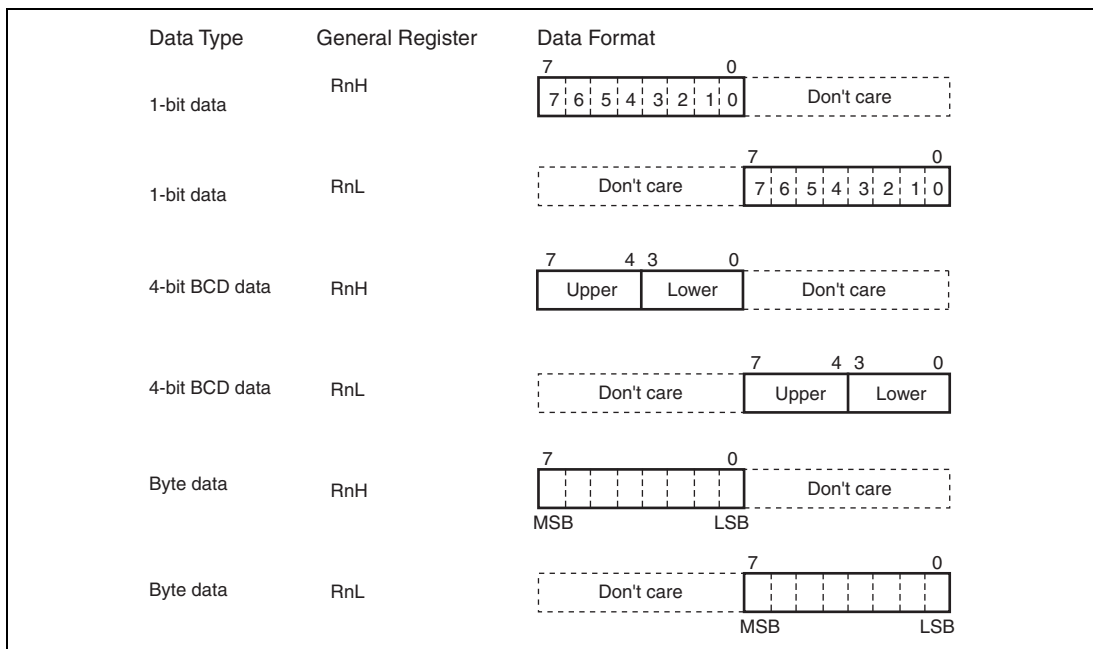 Data Type General Register Data Format
7 0
1-bit data RnH 7 6 5 4 3 2 1 0 Don't care
7 0
1-bit data RnL Don't care 7 6 5 4 3 2 1 0
7 4 3 0
4-bit BCD data RnH Upper Lower Don't care
7 4 3 0
4-bit BCD data RnL Don't care Upper Lower
7 0
Byte data RnH Don't care
MSB LSB
7 0
Byte data RnL Don't care
MSB LSB